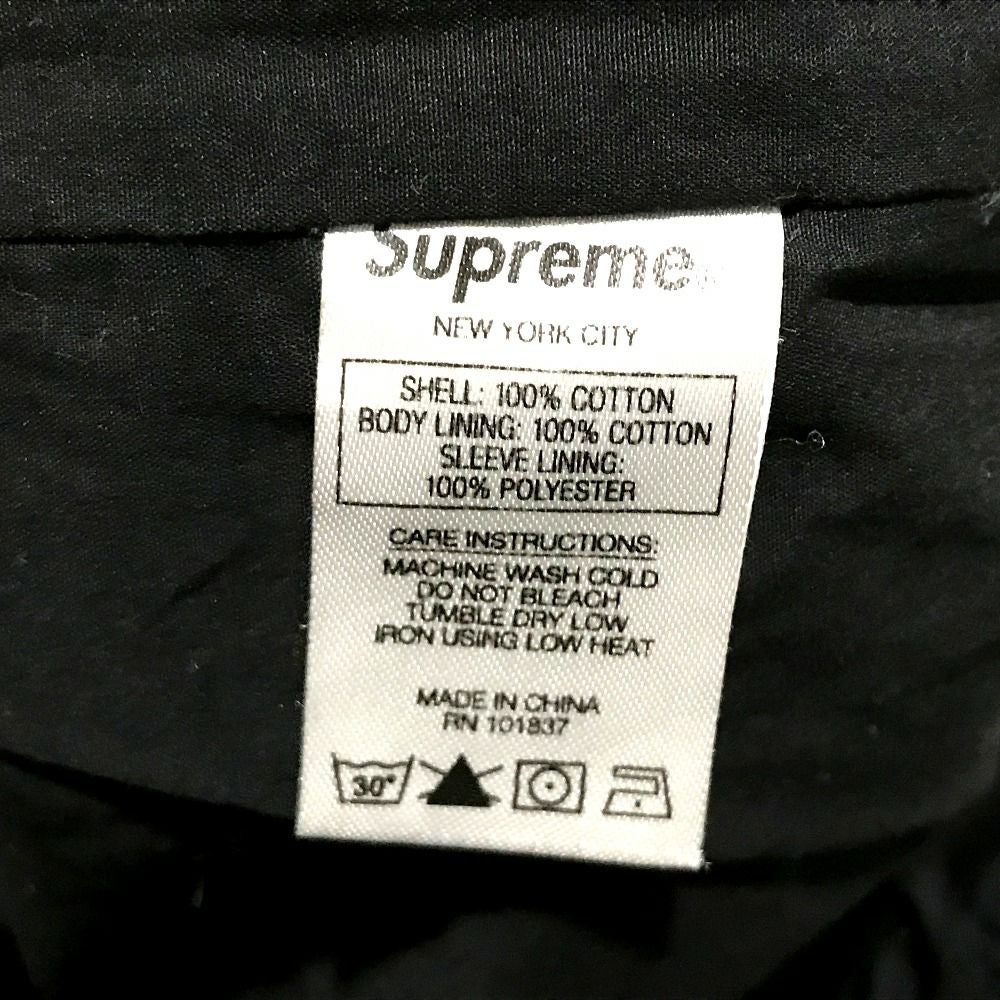 Supreme
NEW YORK CITY
SHELL: 100% COTTON
BODY LINING: 100% COTTON
SLEEVE LINING:
100% POLYESTER
CARE INSTRUCTIONS:
MACHINE WASH COLD
DO NOT BLEACH
TUMBLE DRY LOW
IRON USING LOW HEAT
MADE IN CHINA
RN 101837
30°